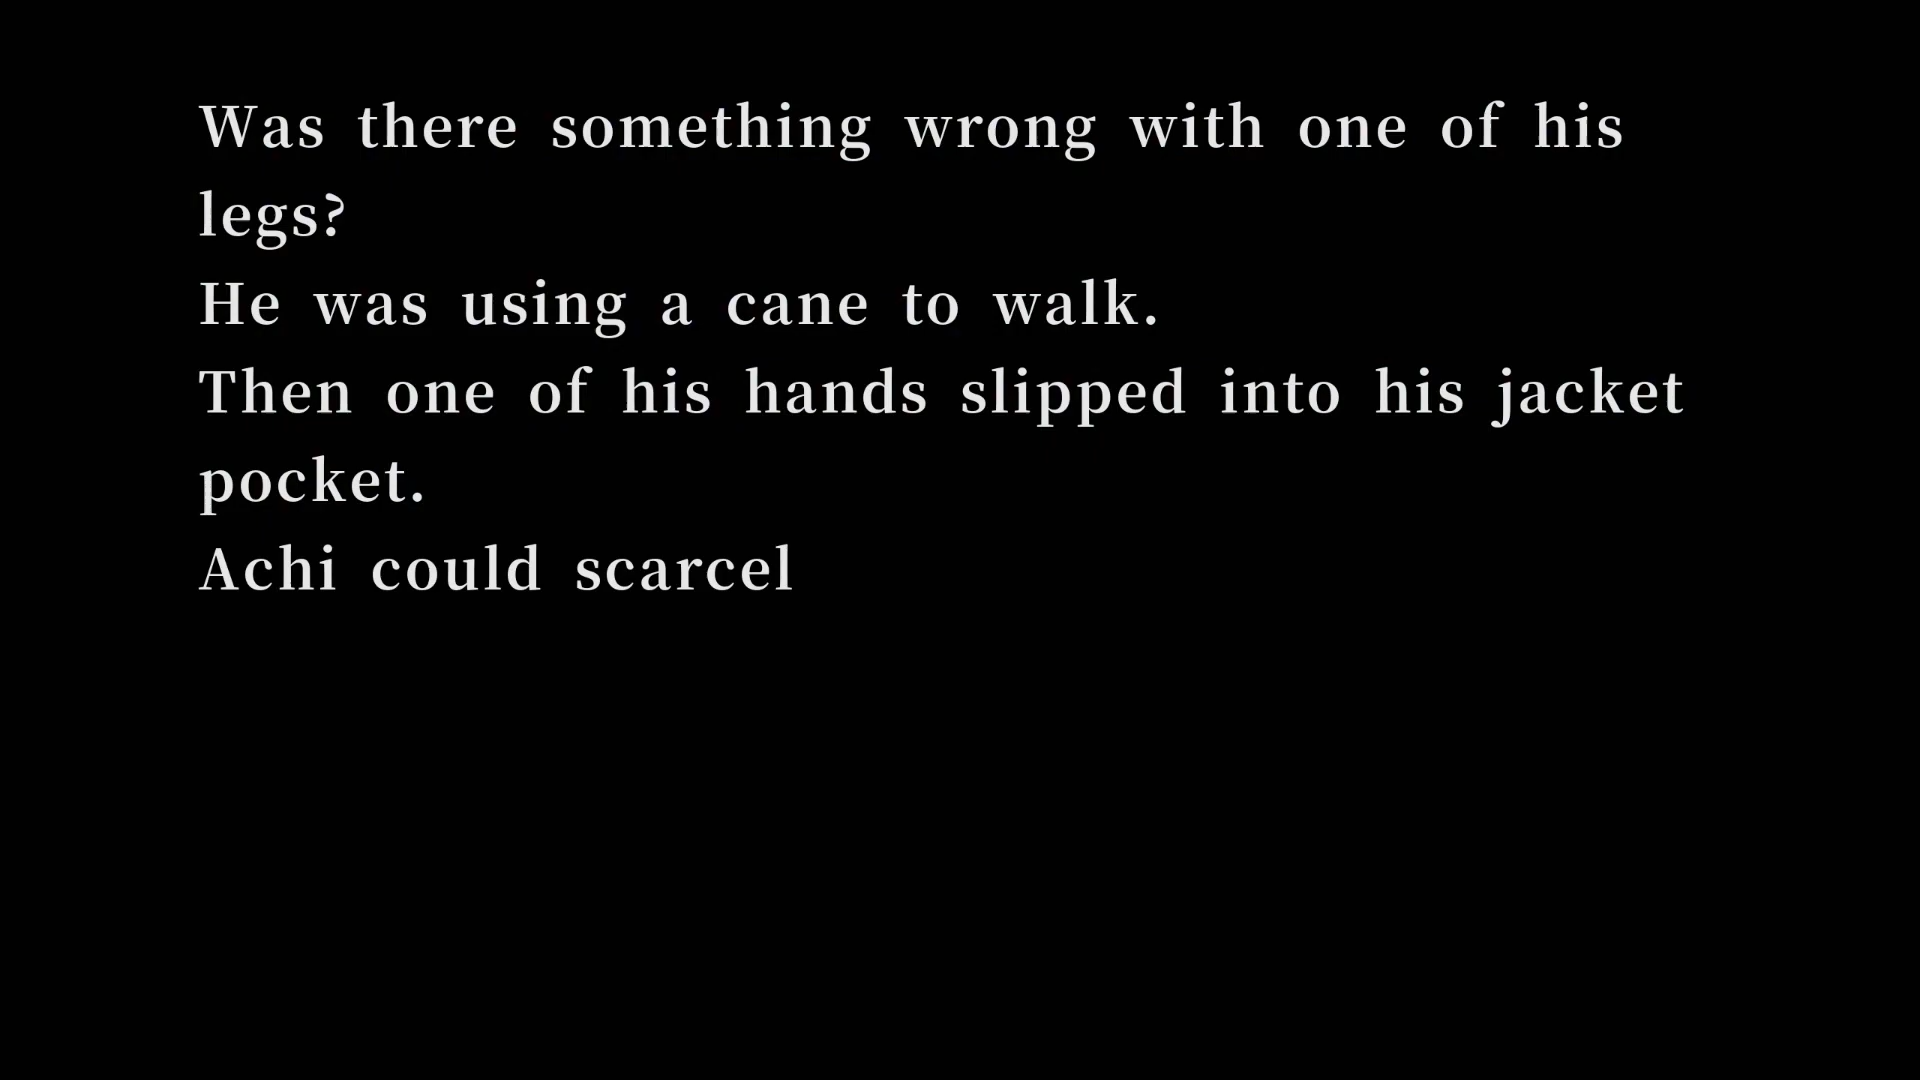 Was there something wrong with one of his
legs?
He was using a cane to walk.
Then one of his hands slipped into his jacket
pocket.
Achi could scarcel